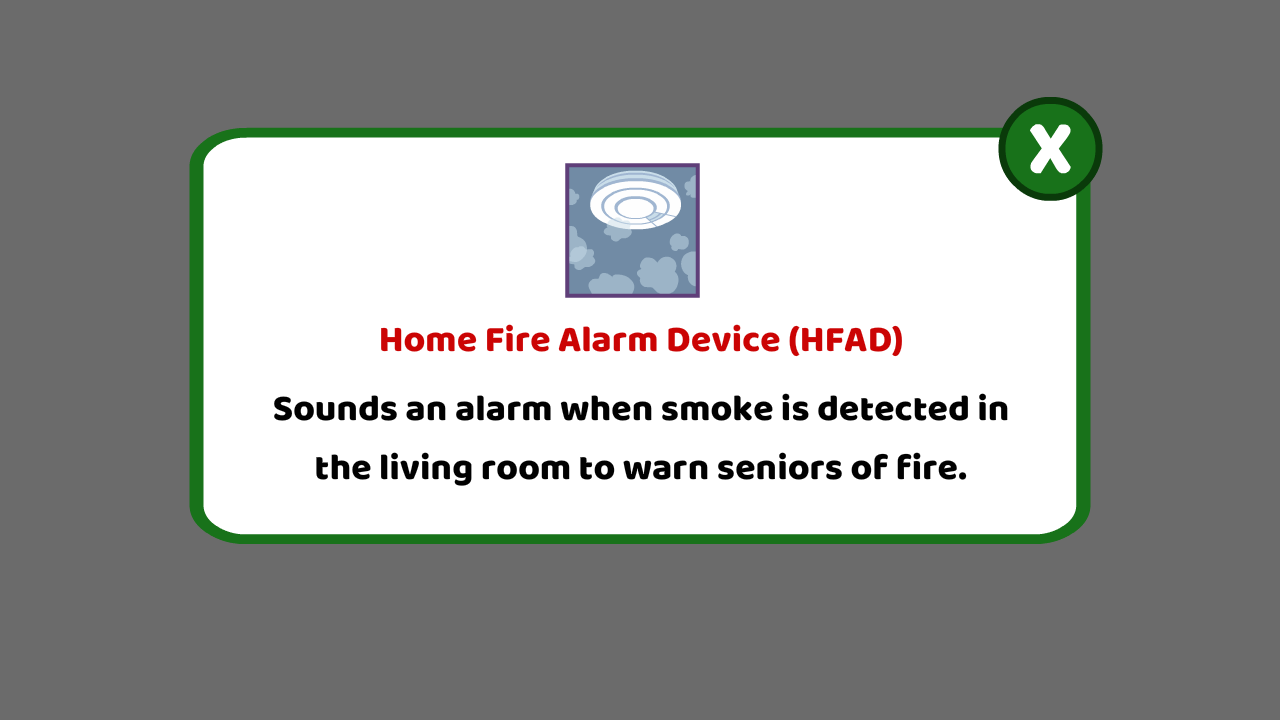 X
Home Fire Alarm Device (HFAD)
Sounds an alarm when smoke is detected in
the living room to warn seniors of fire.